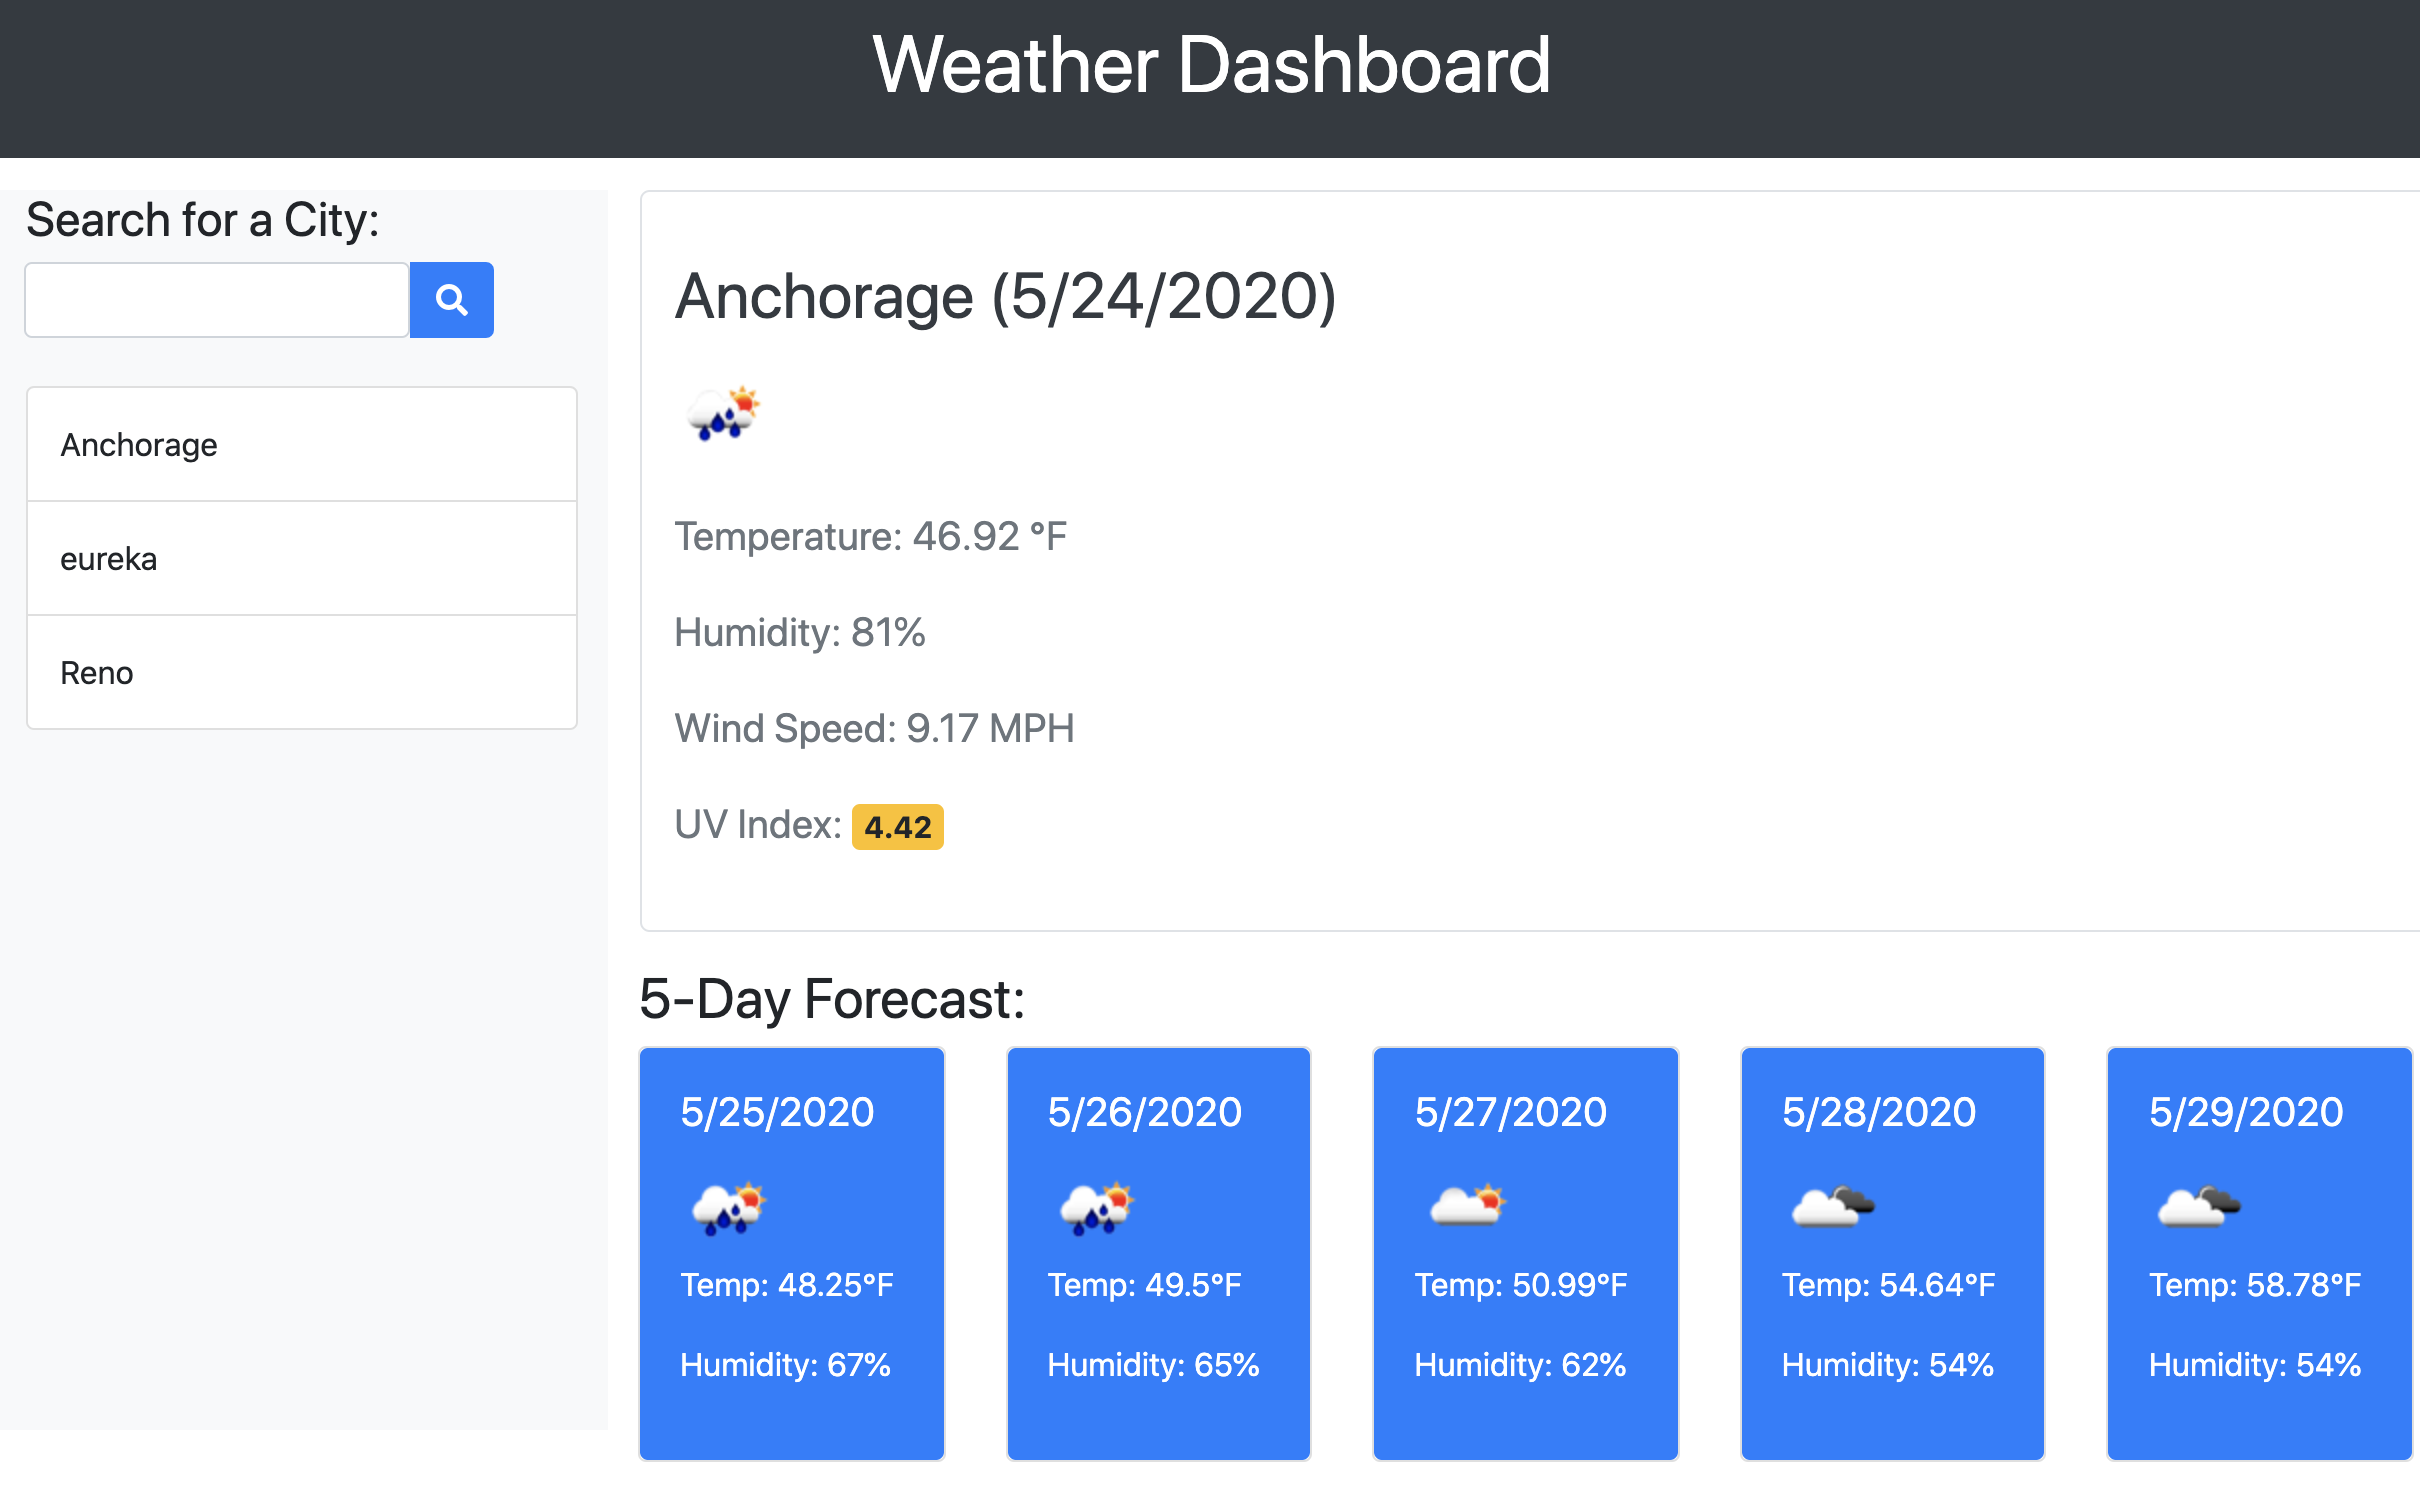 Weather Dashboard
Search for a City:
Anchorage
eureka
Reno
Anchorage (5/24/2020)
Temperature: 46.92 °F
Humidity: 81%
Wind Speed: 9.17 MPH
UV Index: 4.42
5-Day Forecast:
5/25/2020
Temp: 48.25°F
Humidity: 67%
5/26/2020
Temp: 49.5°F
Humidity: 65%
5/27/2020
Temp: 50.99°F
Humidity: 62%
5/28/2020
Temp: 54.64°F
Humidity: 54%
5/29/2020
Temp: 58.78°F
Humidity: 54%